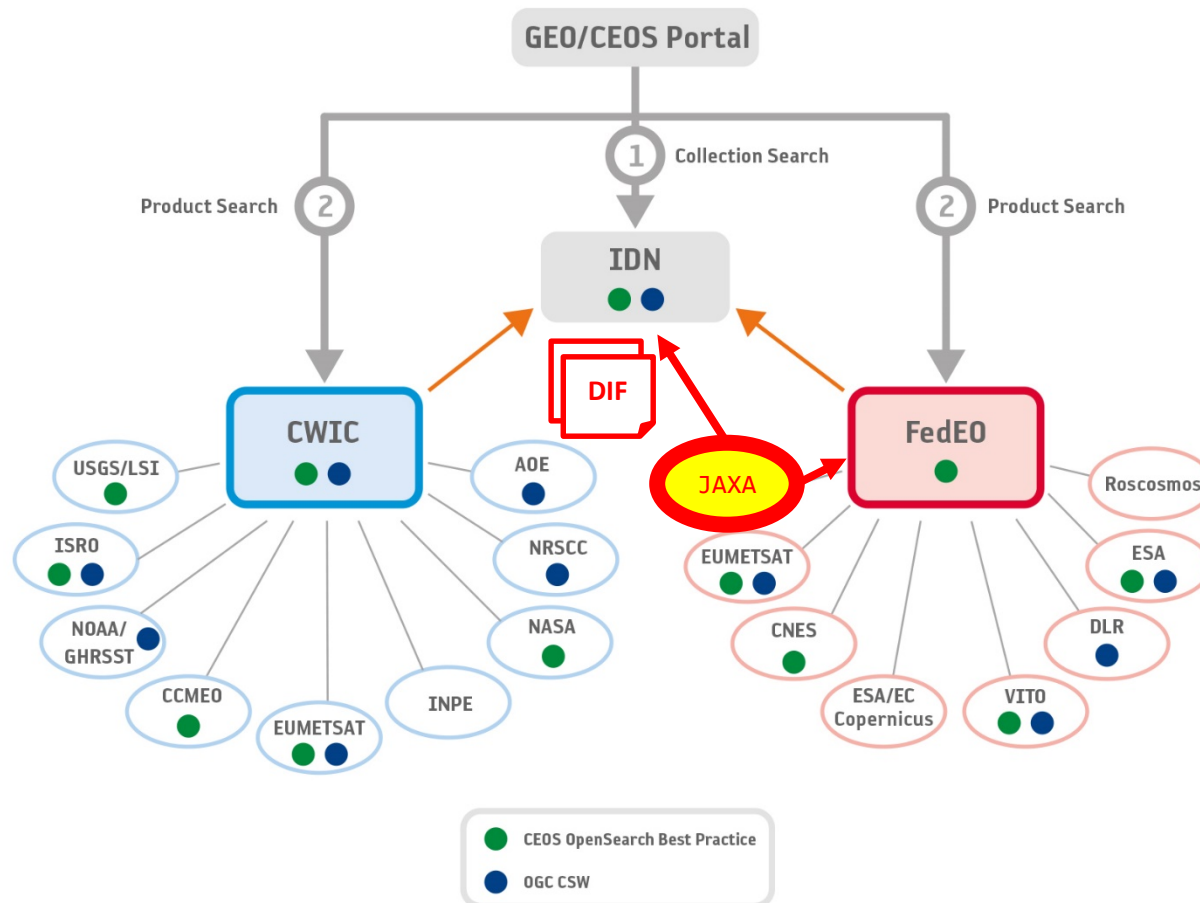 GEO/CEOS Portal
1
Collection Search
Product Search
2
2
Product Search
IDN
DIF
CWIC
FedEO
JAXA
USGS/LSI
AOE
Roscosmos
ISRO
NRSCC
EUMETSAT
ESA
NOAA/
GHRSST
NASA
CNES
DLR
CCMEO
INPE
EUMETSAT
ESA/EC
Copernicus
VITO
CEOS OpenSearch Best Practice
OGC CSW